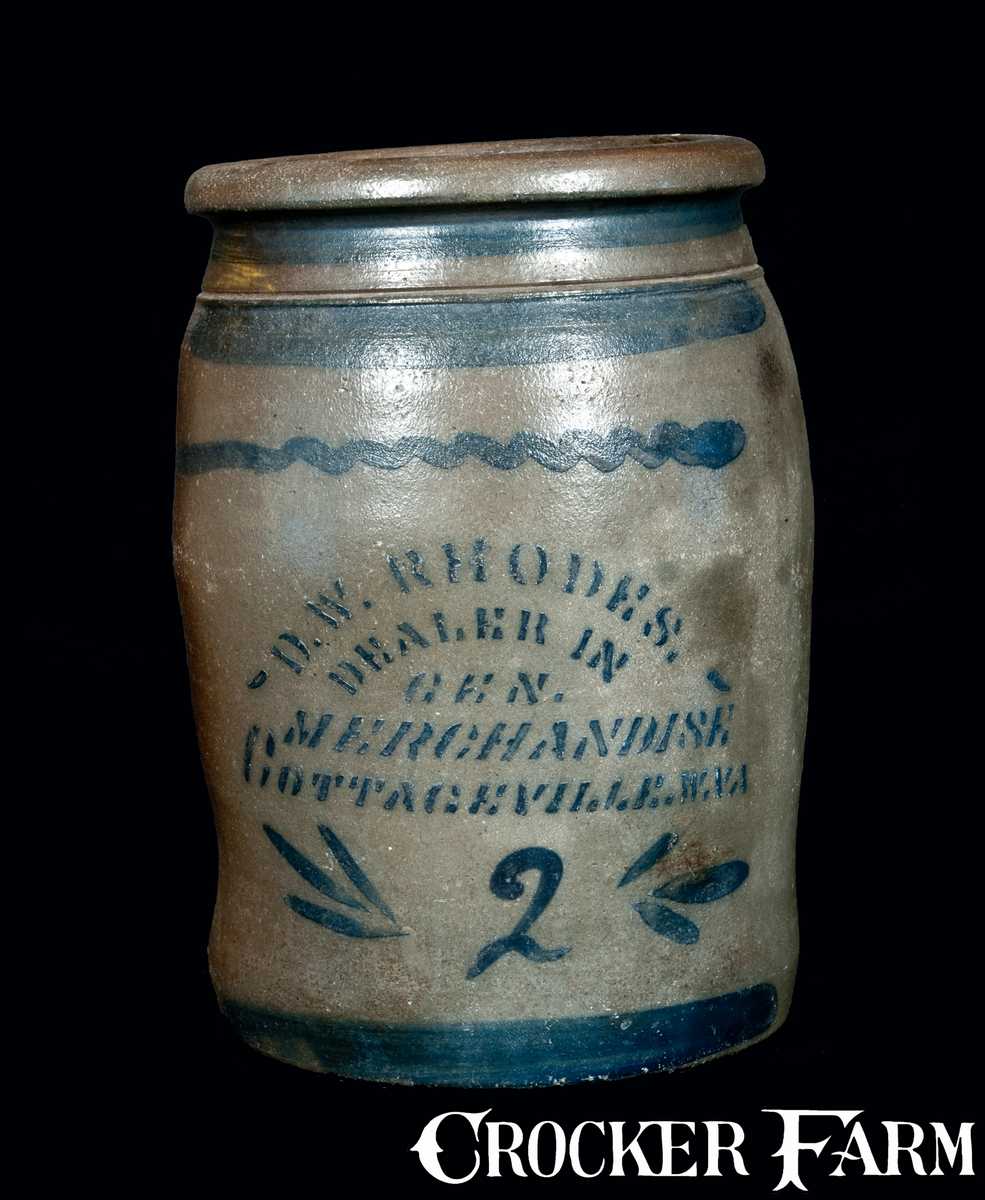 D.W. RHODES.
DEALER IN
GEN.
MERCHANDISE
COTTAGEVILLE.W.VA
2
CROCKER FARM